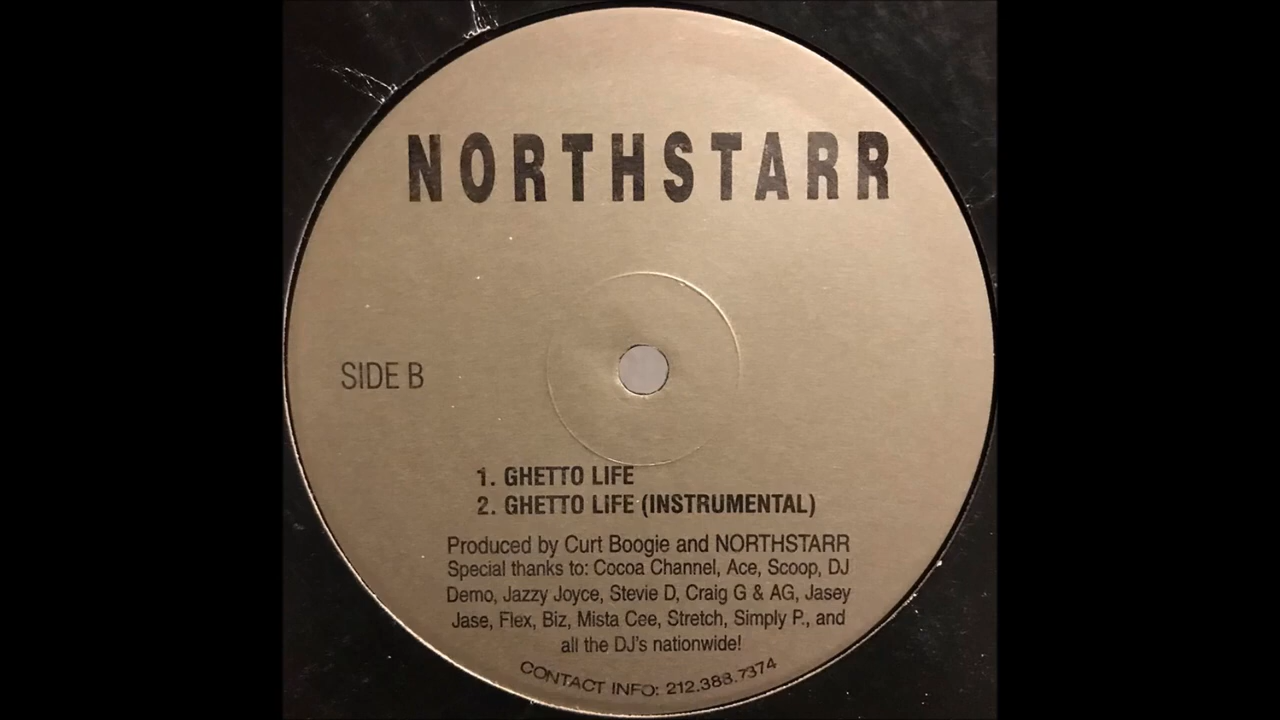 NORTHSTARR
SIDE B
1. GHETTO LIFE
2. GHETTO LIFE (INSTRUMENTAL)
Produced by Curt Boogie and NORTHSTARR
Special thanks to: Cocoa Channel, Ace, Scoop, DJ
Demo, Jazzy Joyce, Stevie D, Craig G & AG, Jasey
Jase, Flex, Biz, Mista Cee, Stretch, Simply P., and
all the DJ's nationwide!
CONTACT INFO: 212.388.7374